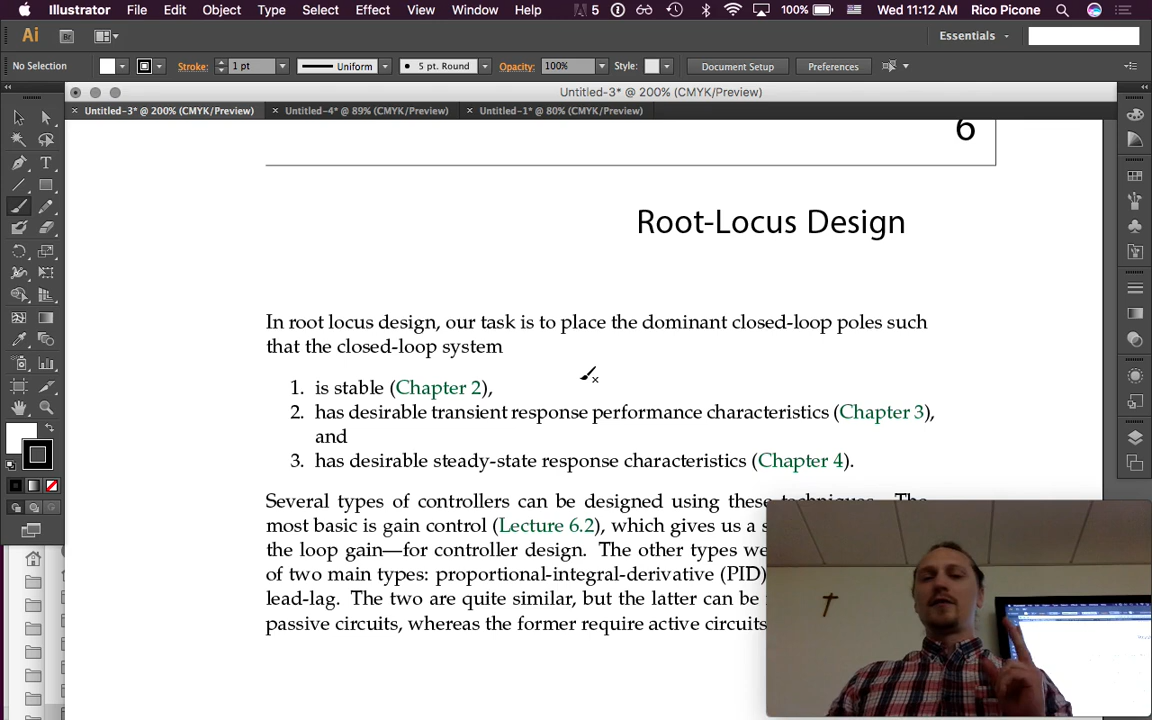 Illustrator File Edit Object Type Select Effect View Window Help 5 100% Wed 11:12 AM Rico Picone
Ai Br Essentials
No Selection Stroke: 1 pt Uniform 5 pt. Round Opacity: 100% Style: Document Setup Preferences
Untitled-3* @ 200% (CMYK/Preview)
Untitled-3* @ 200% (CMYK/Preview) Untitled-4* @ 89% (CMYK/Preview) Untitled-1* @ 80% (CMYK/Preview)
6
Root-Locus Design
In root locus design, our task is to place the dominant closed-loop poles such
that the closed-loop system
1. is stable (Chapter 2),
2. has desirable transient response performance characteristics (Chapter 3),
and
3. has desirable steady-state response characteristics (Chapter 4).
Several types of controllers can be designed using these techniques. The
most basic is gain control (Lecture 6.2), which gives us a
the loop gain—for controller design. The other types we
of two main types: proportional-integral-derivative (PID)
lead-lag. The two are quite similar, but the latter can be
passive circuits, whereas the former require active circuits